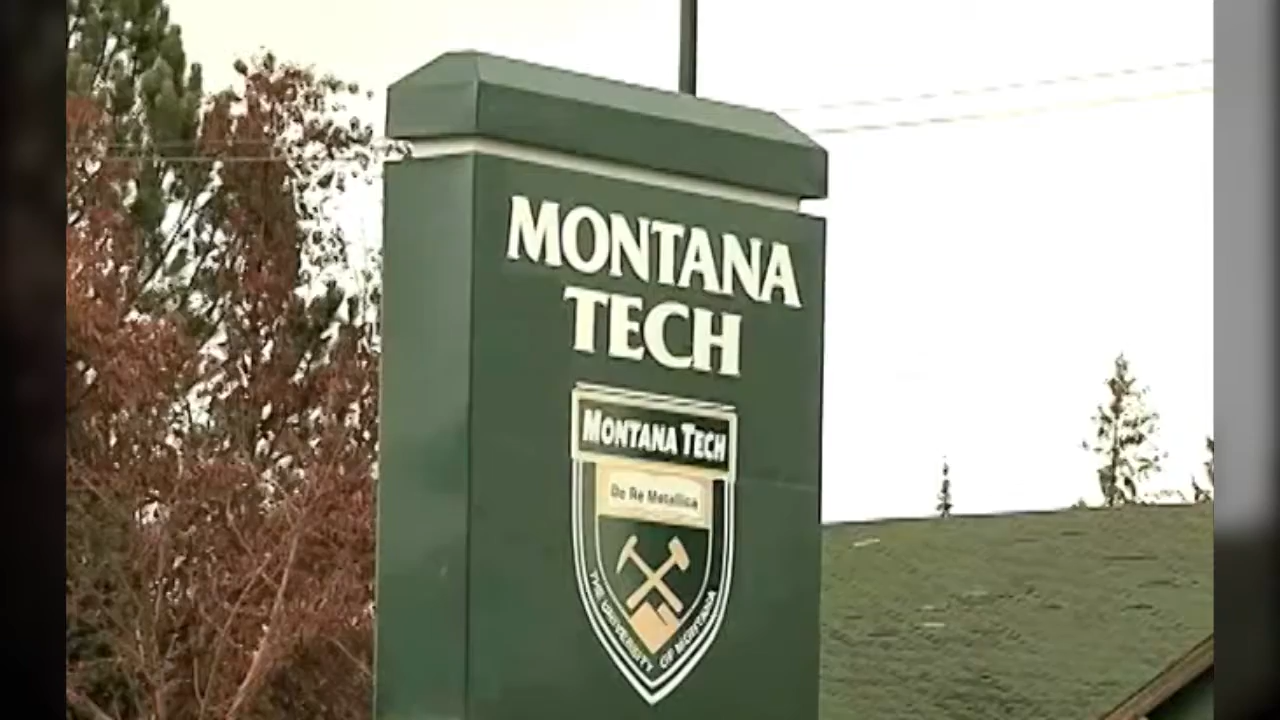 MONTANA
TECH
MONTANA TECH
De Re Metallica
THE UNIVERSITY OF MONTANA